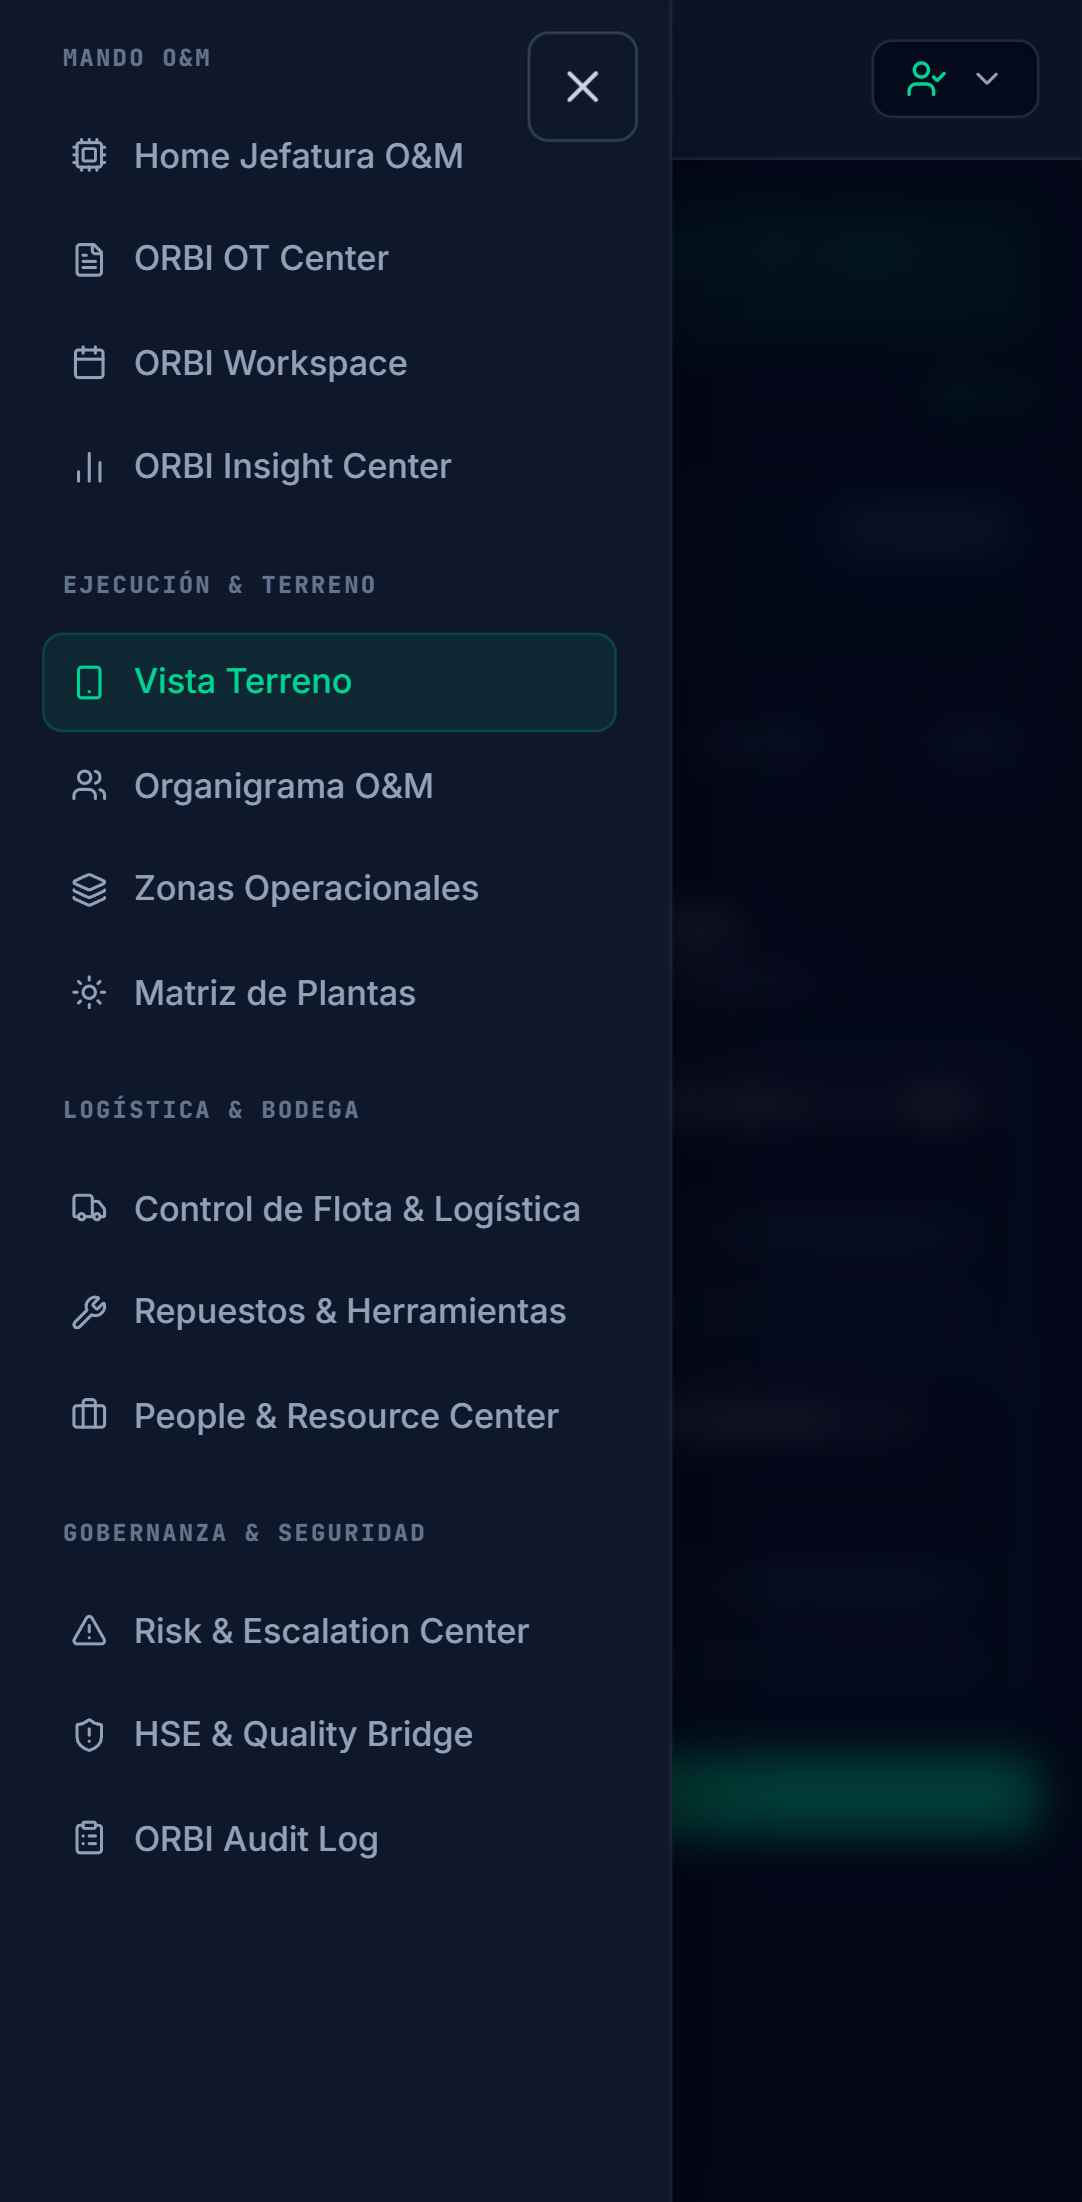 MANDO O&M
Home Jefatura O&M
ORBI OT Center
ORBI Workspace
ORBI Insight Center
EJECUCIÓN & TERRENO
Vista Terreno
Organigrama O&M
Zonas Operacionales
Matriz de Plantas
LOGÍSTICA & BODEGA
Control de Flota & Logística
Repuestos & Herramientas
People & Resource Center
GOBERNANZA & SEGURIDAD
Risk & Escalation Center
HSE & Quality Bridge
ORBI Audit Log